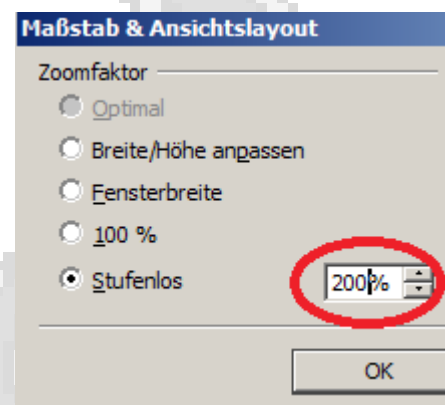 Maßstab & Ansichtslayout
Zoomfaktor
Optimal
Breite/Höhe anpassen
Fensterbreite
100 %
Stufenlos 200%
OK